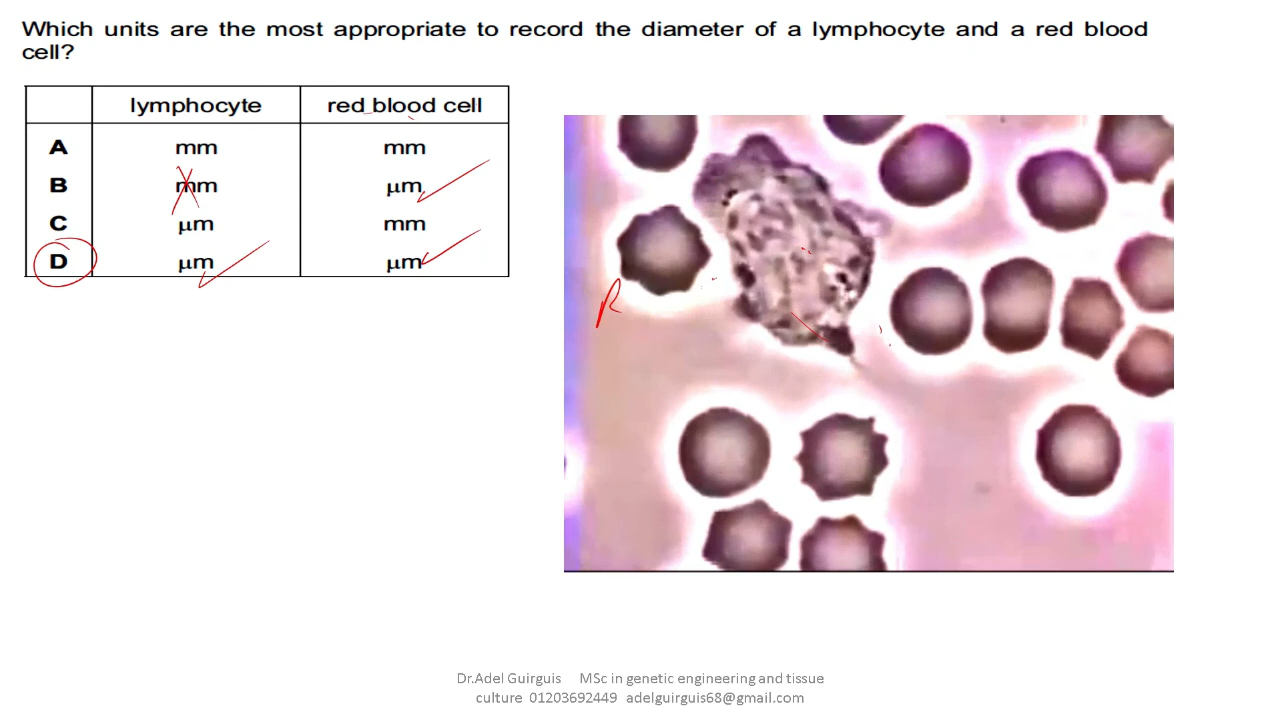 Which units are the most appropriate to record the diameter of a lymphocyte and a red blood
cell?
lymphocyte red blood cell
A mm mm
B mm μm
C μm mm
D μm μm
R
Dr.Adel Guirguis MSc in genetic engineering and tissue
culture 01203692449 adelguirguis68@gmail.com